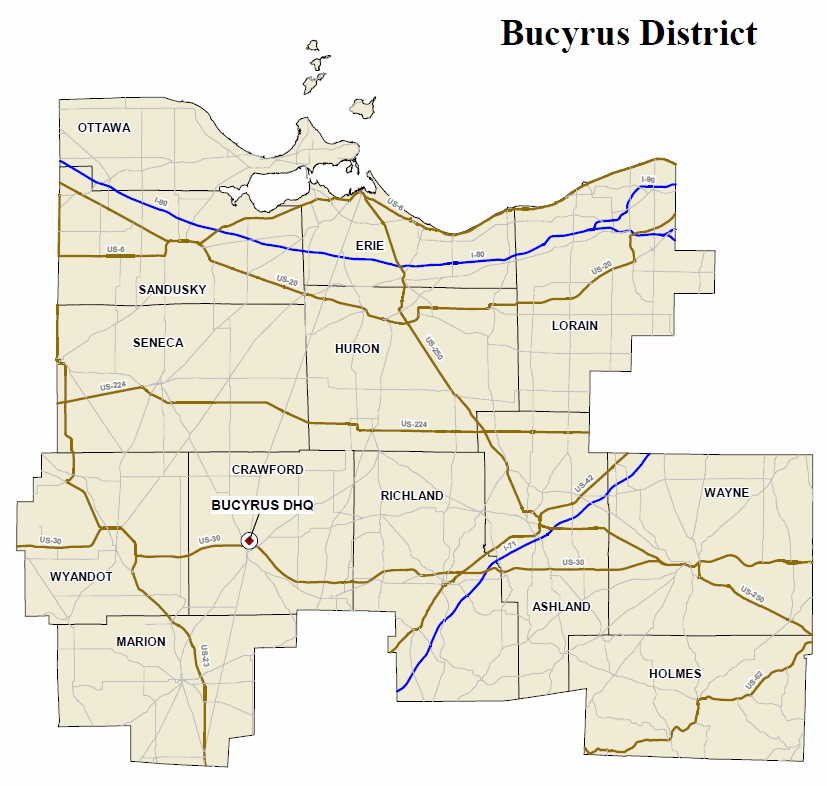 Bucyrus District
OTTAWA
I-90
I-80
US-6
ERIE
US-6
I-80
US-20
US-20
SANDUSKY
LORAIN
SENECA
HURON
US-250
US-224
US-224
CRAWFORD
US-42
RICHLAND
WAYNE
BUCYRUS DHQ
US-30
US-30
I-71
US-30
WYANDOT
US-250
ASHLAND
MARION
US-23
HOLMES
US-62